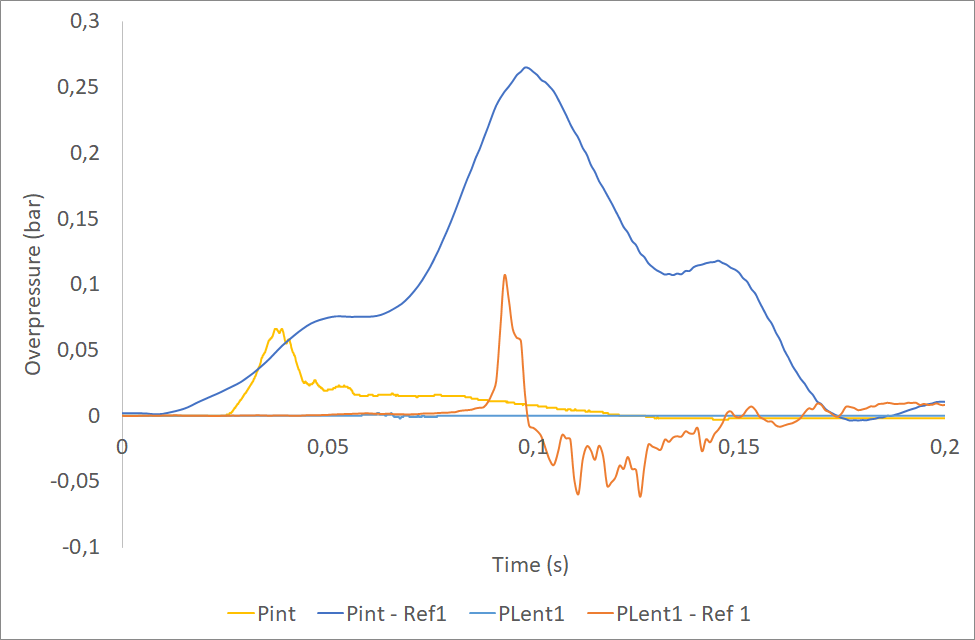 0,3
0,25
0,2
0,15
0,1
0,05
0
-0,05
-0,1
Overpressure (bar)
0 0,05 0,1 0,15 0,2
Time (s)
Pint Pint - Ref1 PLent1 PLent1 - Ref 1